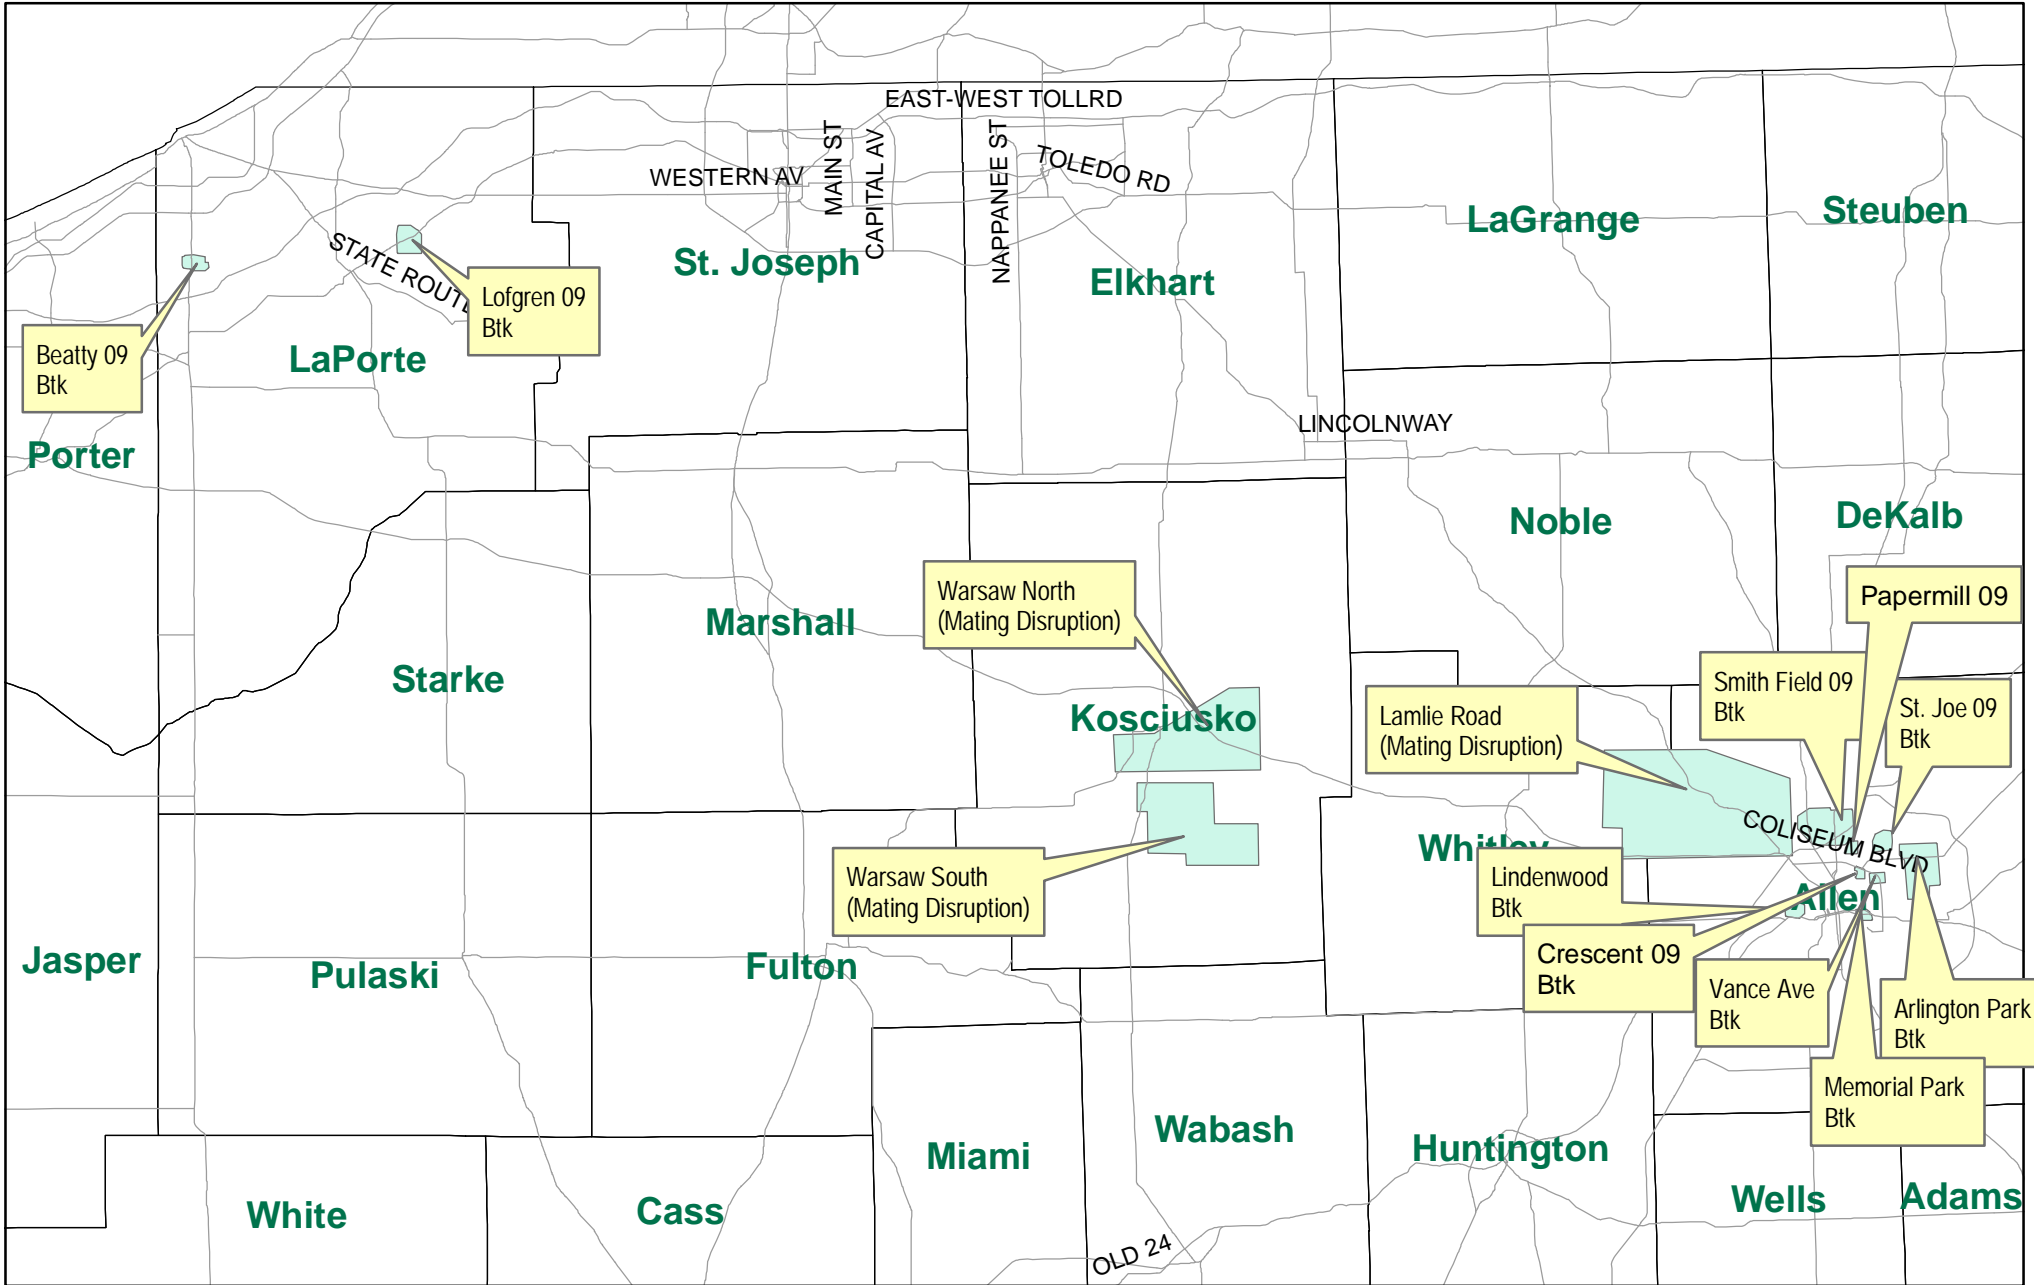 EAST-WEST TOLLRD
MAIN ST
CAPITAL AV
NAPPANEE ST
TOLEDO RD
WESTERN AV
LaGrange
Steuben
STATE ROUTE
St. Joseph
Elkhart
Lofgren 09
Btk
Beatty 09
Btk
LaPorte
LINCOLNWAY
Porter
Noble
DeKalb
Warsaw North
(Mating Disruption)
Papermill 09
Marshall
Starke
Smith Field 09
Btk
St. Joe 09
Btk
Kosciusko
Lamlie Road
(Mating Disruption)
COLISEUM BLVD
Whitley
Warsaw South
(Mating Disruption)
Lindenwood
Btk
Allen
Crescent 09
Btk
Jasper
Pulaski
Fulton
Vance Ave
Btk
Arlington Park
Btk
Memorial Park
Btk
Miami
Wabash
Huntington
White
Cass
Wells
Adams
OLD 24